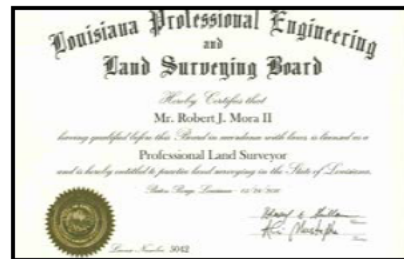 Louisiana Professional Engineering
and
Land Surveying Board
Hereby Certifies that
Mr. Robert J. Mora II
having qualified before this Board in accordance with laws, is licensed as a
Professional Land Surveyor
and is hereby entitled to practice land surveying in the State of Louisiana.
Baton Rouge, Louisiana
License Number 5042